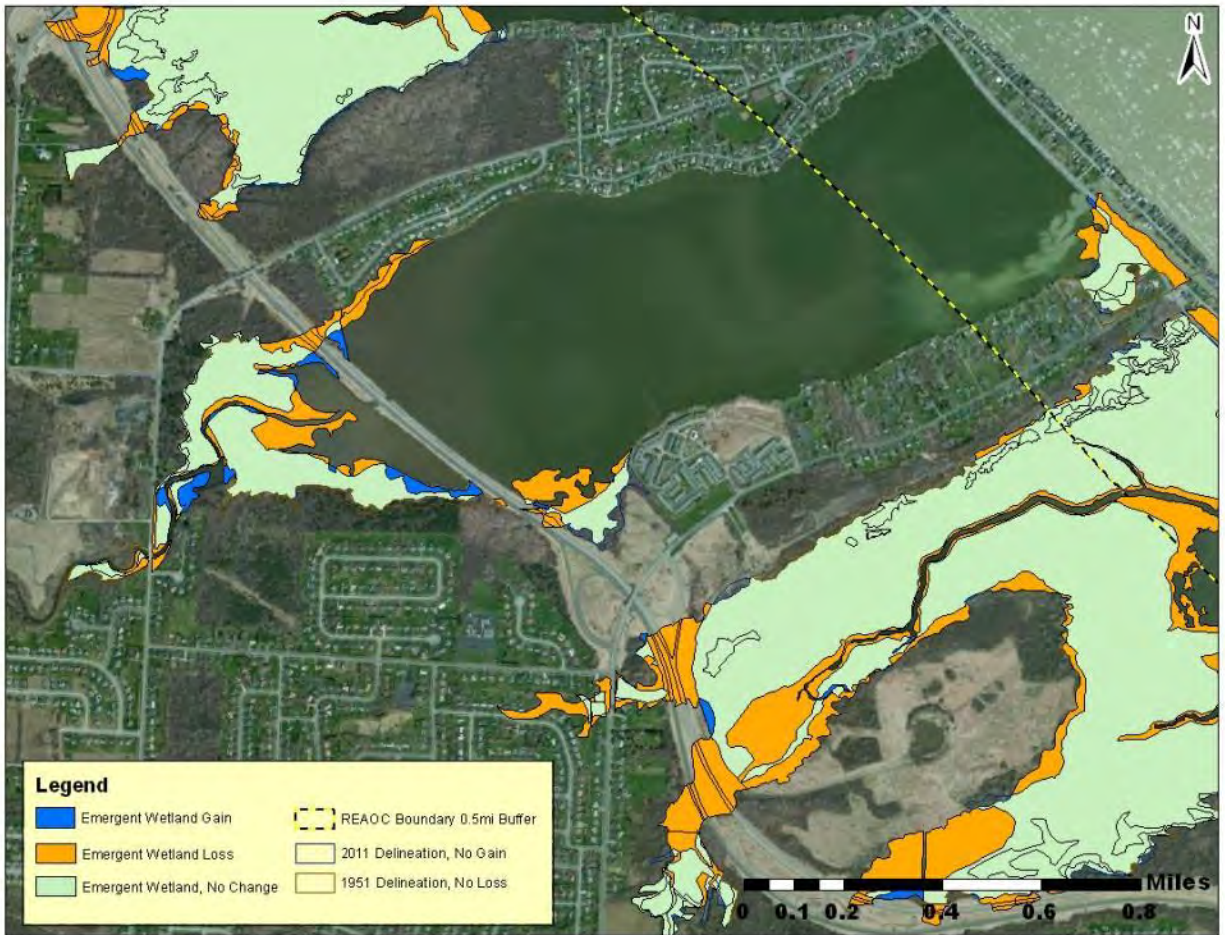 N
Legend
Emergent Wetland Gain
Emergent Wetland Loss
Emergent Wetland, No Change
REAOC Boundary 0.5mi Buffer
2011 Delineation, No Gain
1951 Delineation, No Loss
Miles
0 0.1 0.2 0.4 0.6 0.8